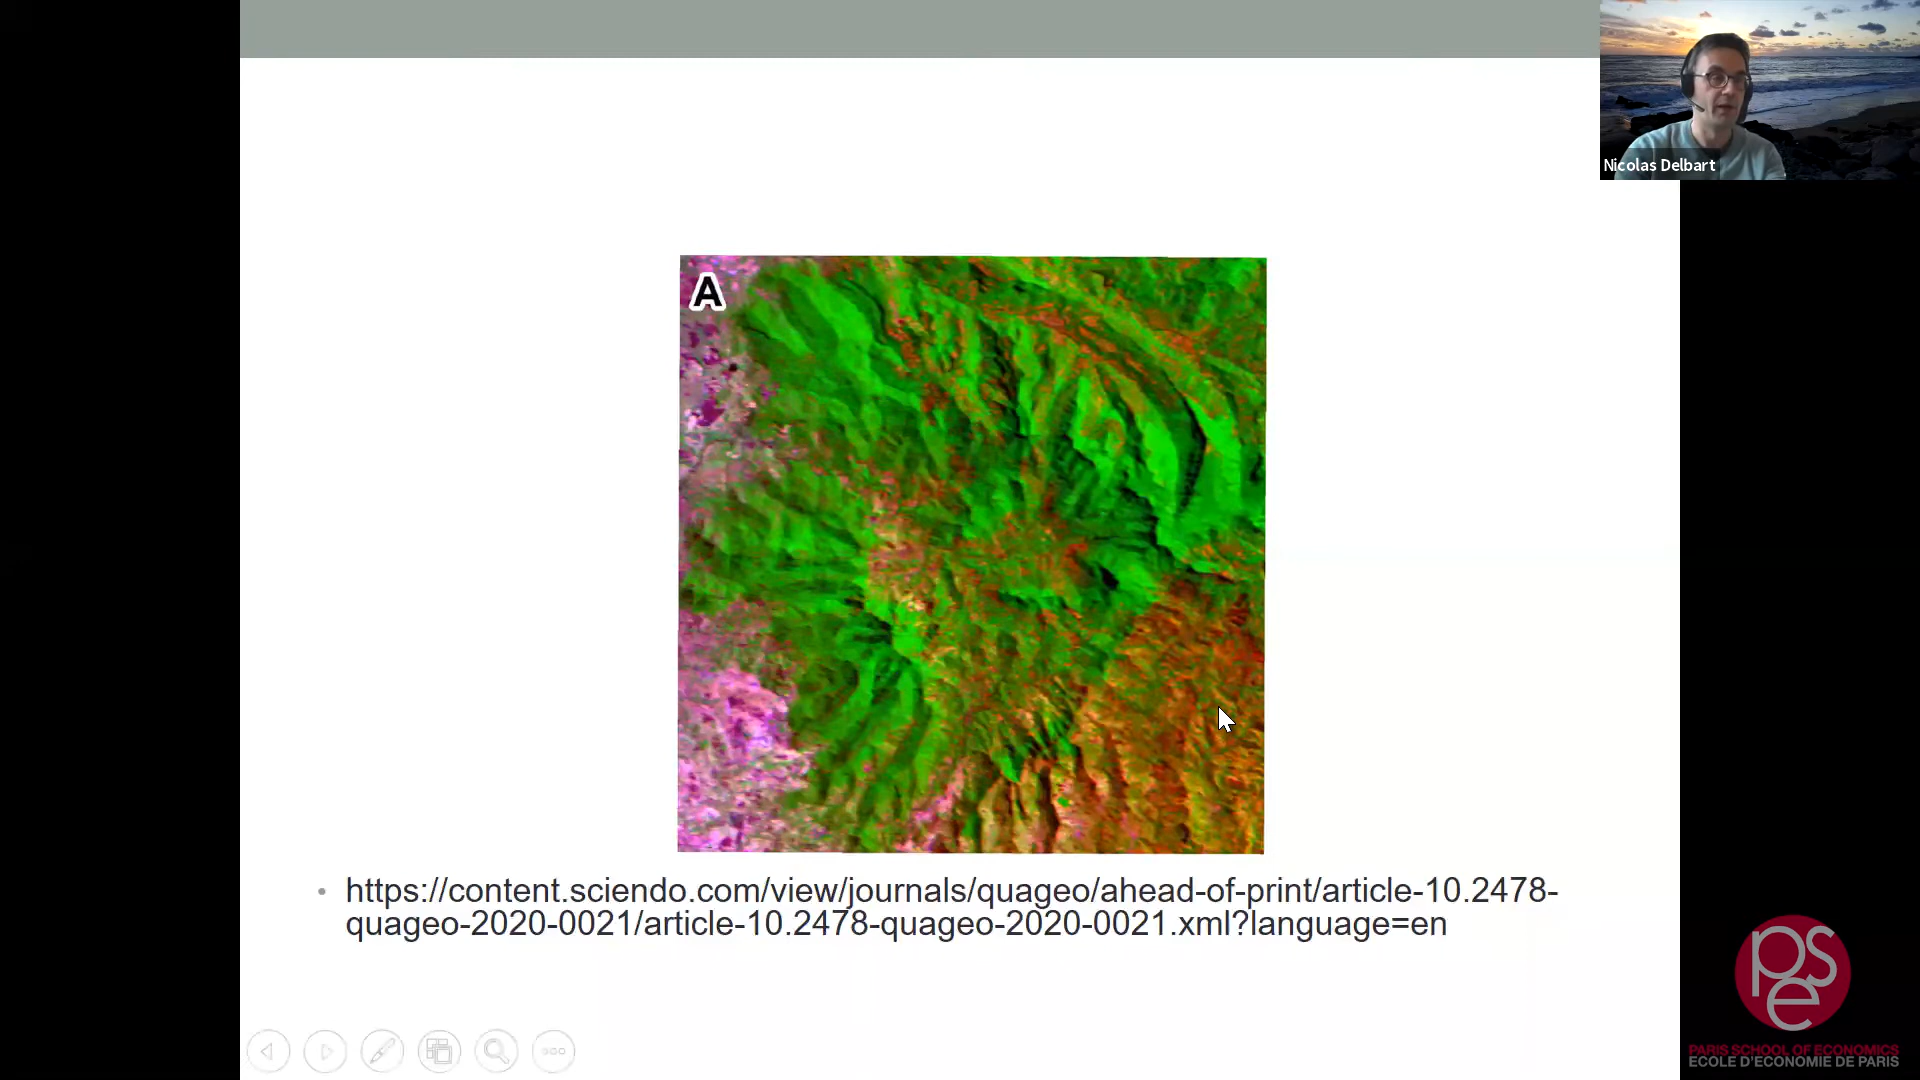 Nicolas Delbart
A
• https://content.sciendo.com/view/journals/quageo/ahead-of-print/article-10.2478-
quageo-2020-0021/article-10.2478-quageo-2020-0021.xml?language=en
pse
PARIS SCHOOL OF ECONOMICS
ECOLE D'ECONOMIE DE PARIS